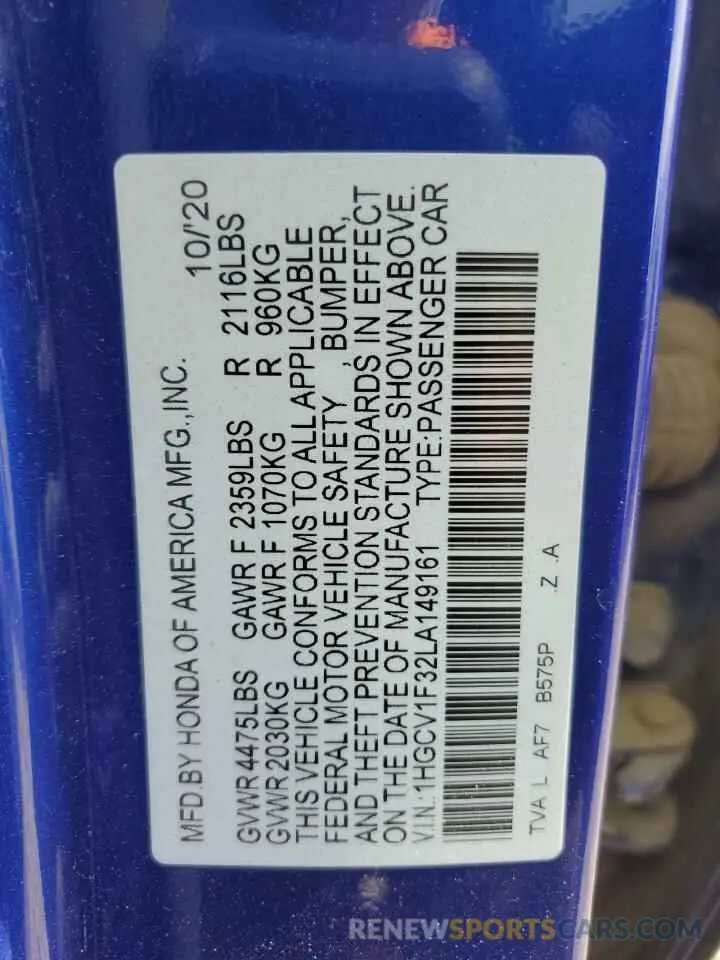 MFD.BY HONDA OF AMERICA MFG.,INC. 10/'20
GVWR 4475LBS GAWR F 2359LBS R 2116LBS
GVWR 2030KG GAWR F 1070KG R 960KG
THIS VEHICLE CONFORMS TO ALL APPLICABLE
FEDERAL MOTOR VEHICLE SAFETY , BUMPER,
AND THEFT PREVENTION STANDARDS IN EFFECT
ON THE DATE OF MANUFACTURE SHOWN ABOVE.
V.I.N.:1HGCV1F32LA149161 TYPE:PASSENGER CAR
TVA L AF7 B575P .Z .A
RENEWSPORTSCARS.COM